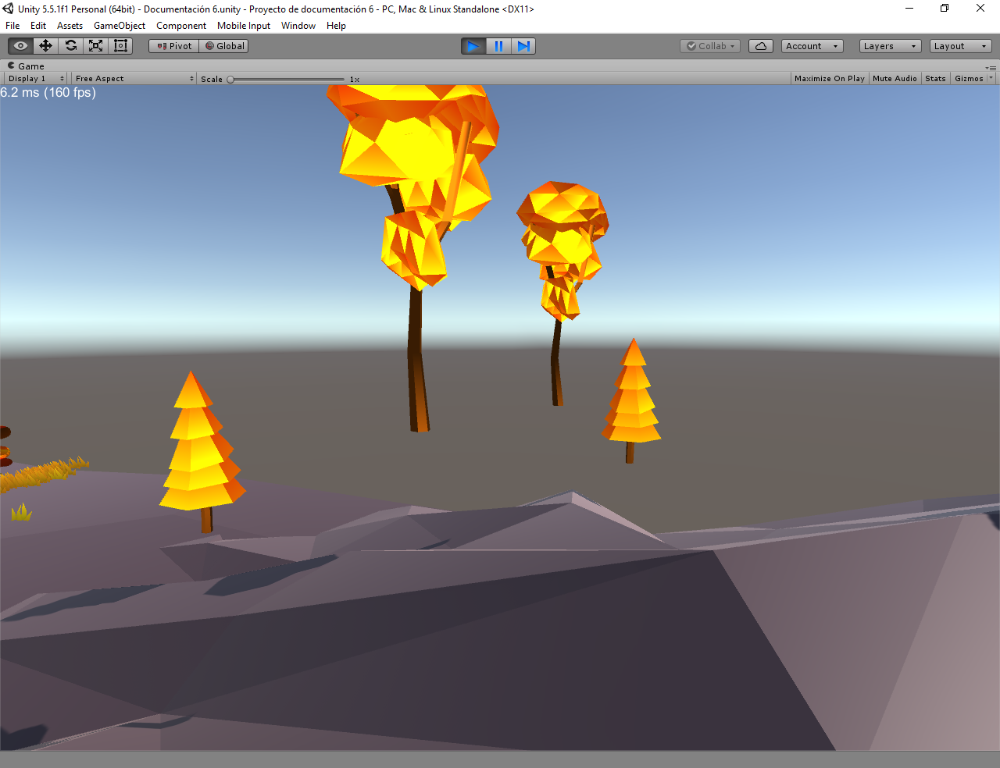 Unity 5.5.1f1 Personal (64bit) - Documentación 6.unity - Proyecto de documentación 6 - PC, Mac & Linux Standalone <DX11>
File Edit Assets GameObject Component Mobile Input Window Help
Pivot Global Collab Account Layers Layout
Game
Display 1 Free Aspect Scale 1x Maximize On Play Mute Audio Stats Gizmos
6.2 ms (160 fps)